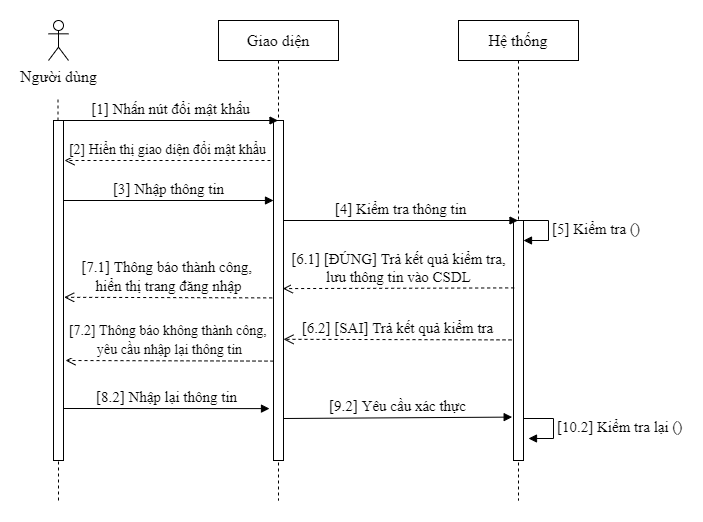 Giao diện
Hệ thống
Người dùng
[1] Nhấn nút đổi mật khẩu
[2] Hiển thị giao diện đổi mật khẩu
[3] Nhập thông tin
[4] Kiểm tra thông tin
[5] Kiểm tra ()
[6.1] [ĐÚNG] Trả kết quả kiểm tra,
lưu thông tin vào CSDL
[7.1] Thông báo thành công,
hiển thị trang đăng nhập
[6.2] [SAI] Trả kết quả kiểm tra
[7.2] Thông báo không thành công,
yêu cầu nhập lại thông tin
[8.2] Nhập lại thông tin
[9.2] Yêu cầu xác thực
[10.2] Kiểm tra lại ()